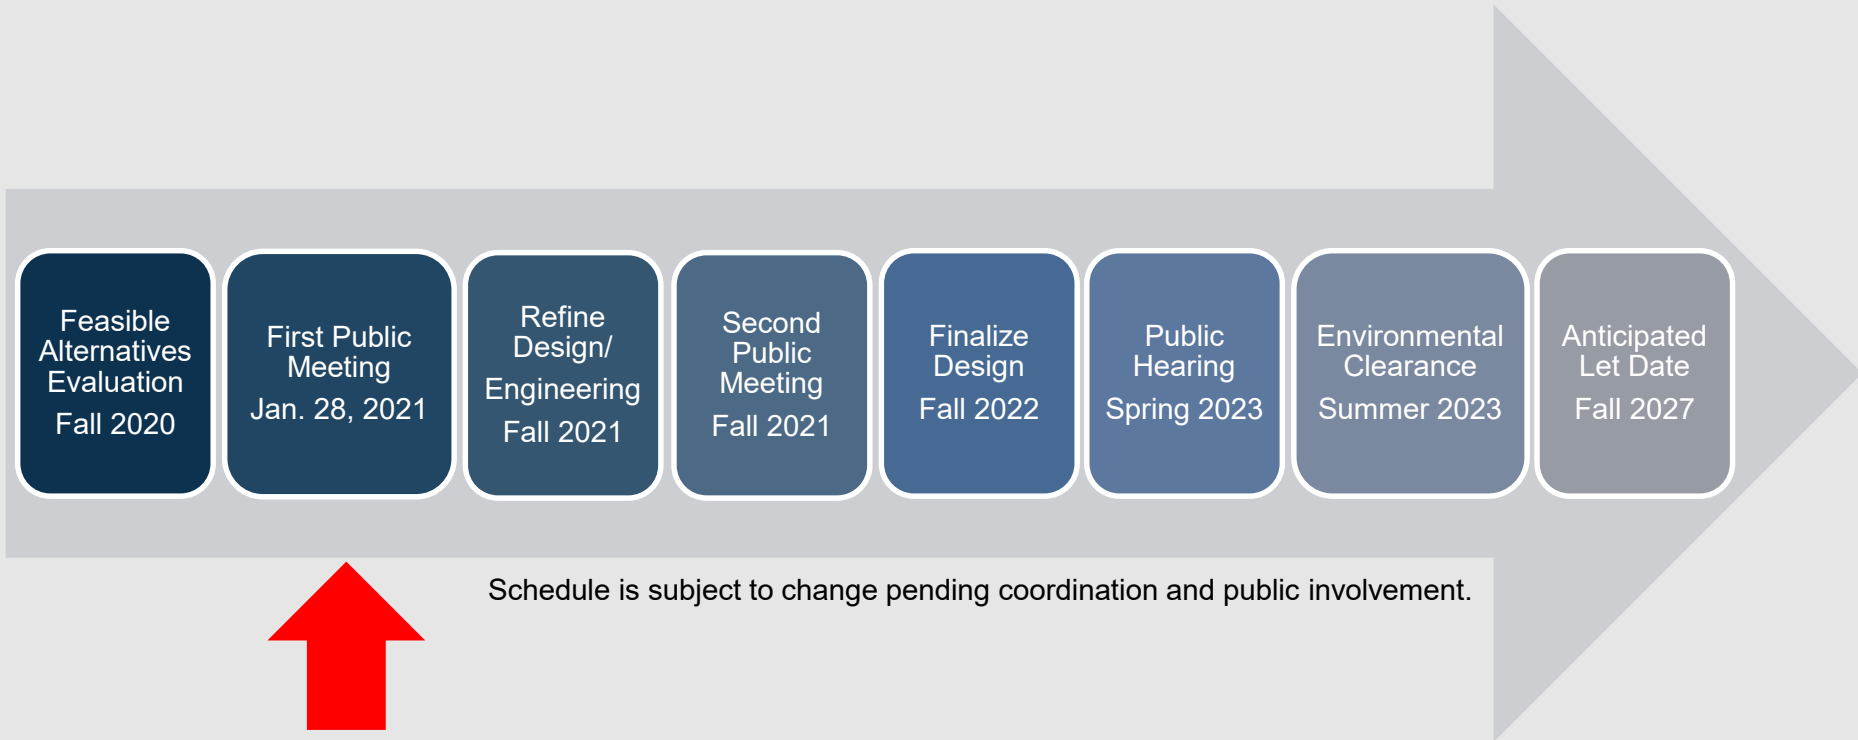 Feasible
Alternatives
Evaluation
Fall 2020
First Public
Meeting
Jan. 28, 2021
Refine
Design/
Engineering
Fall 2021
Second
Public
Meeting
Fall 2021
Finalize
Design
Fall 2022
Public
Hearing
Spring 2023
Environmental
Clearance
Summer 2023
Anticipated
Let Date
Fall 2027
Schedule is subject to change pending coordination and public involvement.